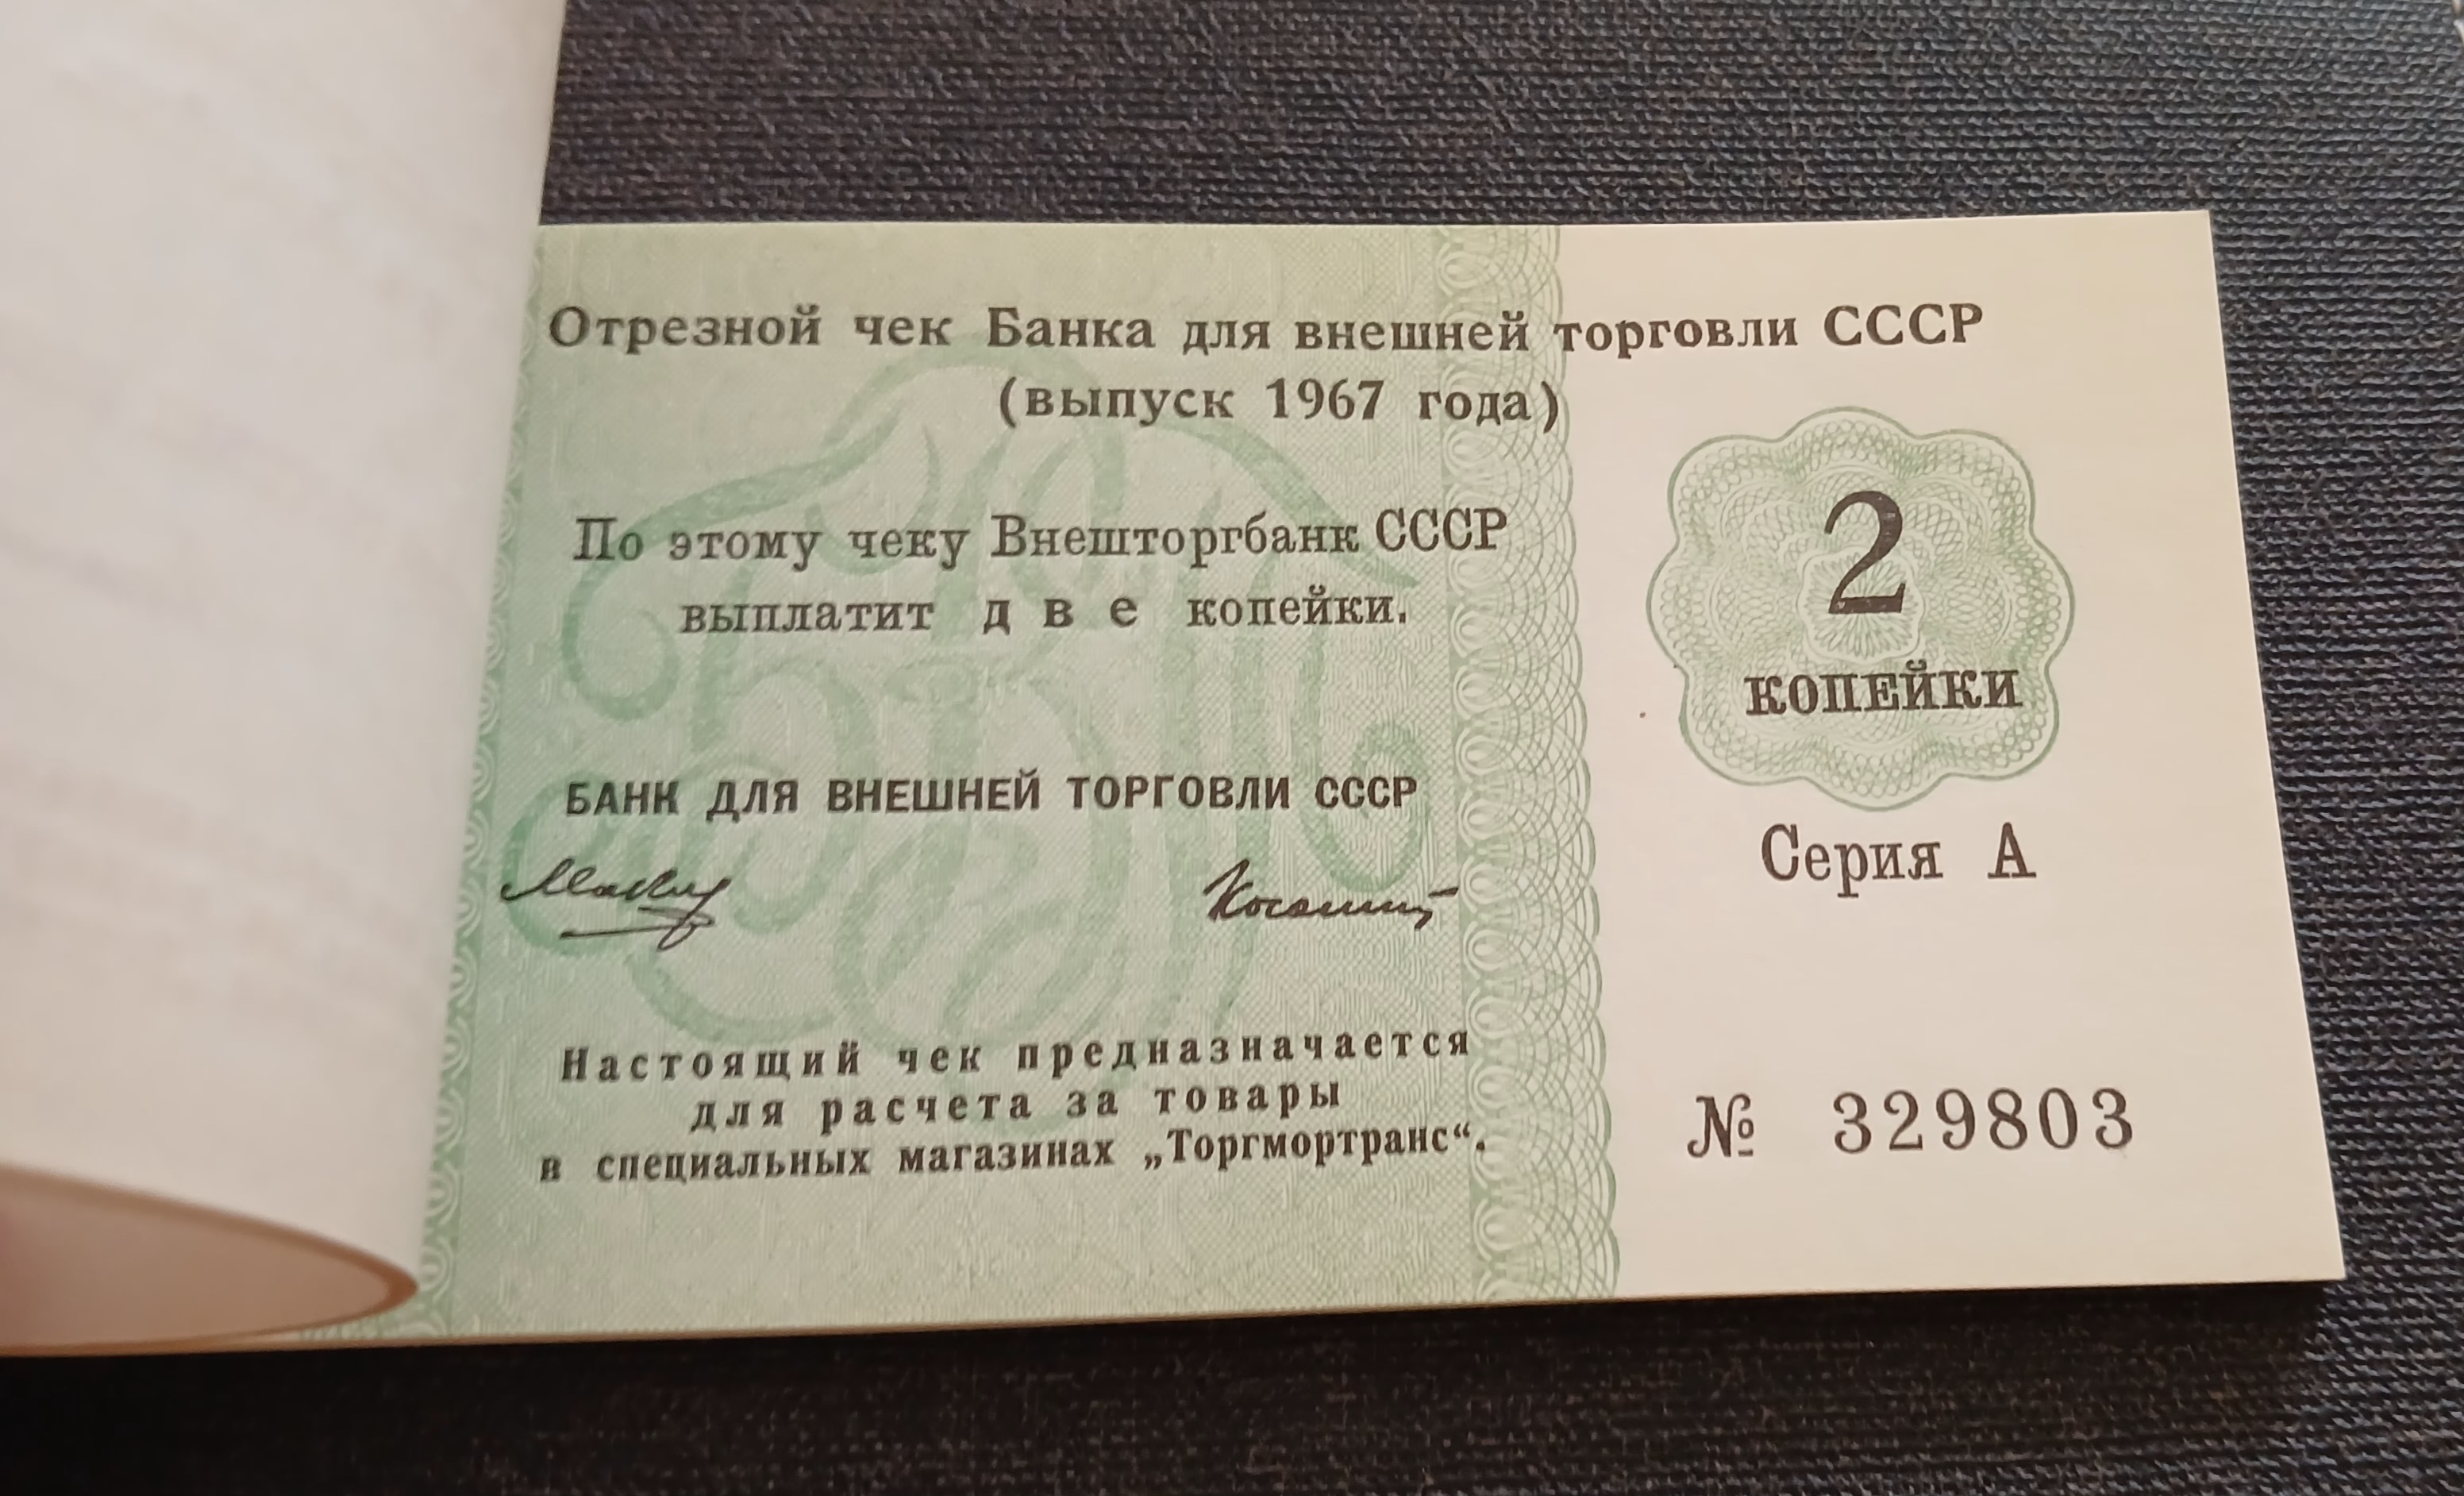 Отрезной чек Банка для внешней торговли СССР
(выпуск 1967 года)
По этому чеку Внешторгбанк СССР
выплатит две копейки.
2
КОПЕЙКИ
БАНК ДЛЯ ВНЕШНЕЙ ТОРГОВЛИ СССР
Серия А
Настоящий чек предназначается
для расчета за товары
в специальных магазинах „Торгмортранс“.
№ 329803